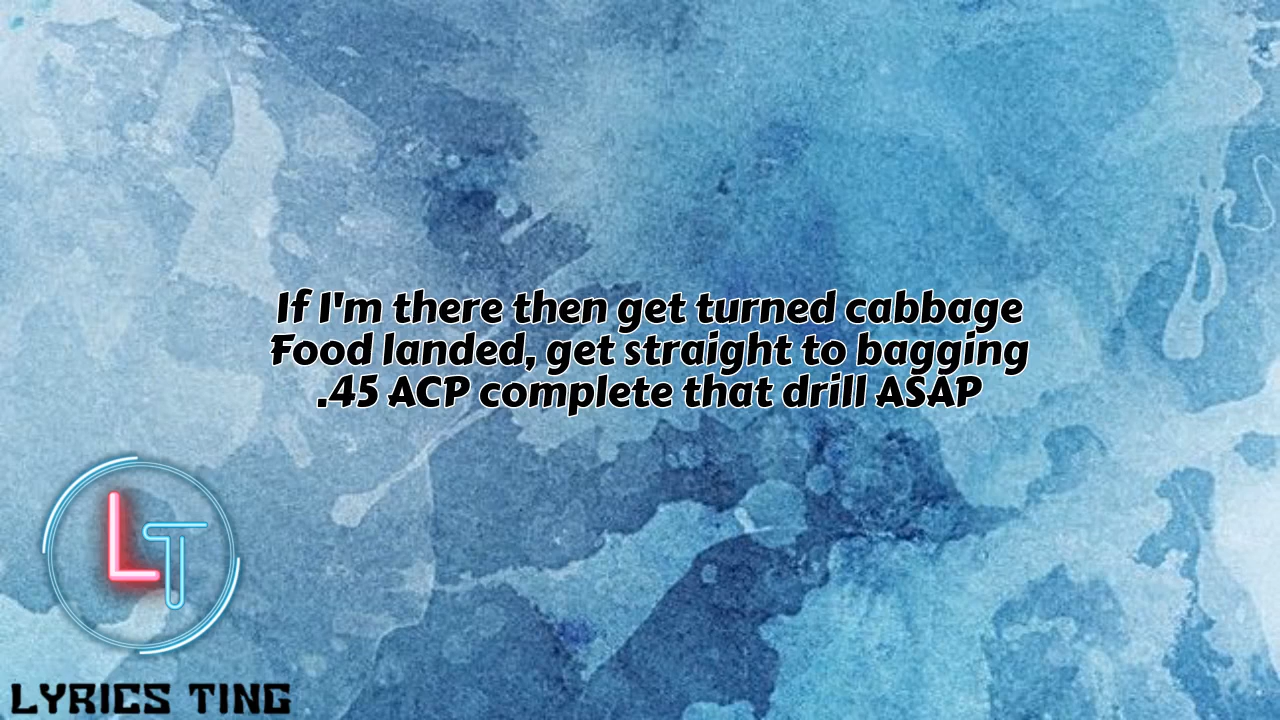 If I'm there then get turned cabbage
Food landed, get straight to bagging
.45 ACP complete that drill ASAP
LT
LYRICS TING